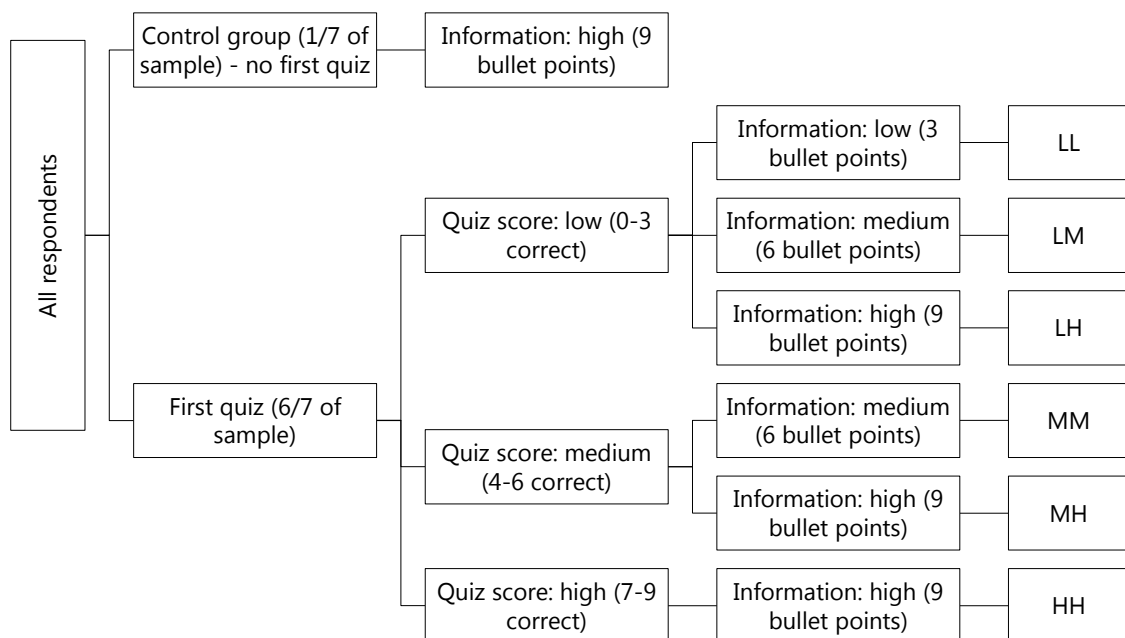 All respondents
Control group (1/7 of
sample) - no first quiz
Information: high (9
bullet points)
First quiz (6/7 of
sample)
Quiz score: low (0-3
correct)
Information: low (3
bullet points)
LL
Information: medium
(6 bullet points)
LM
Information: high (9
bullet points)
LH
Quiz score: medium
(4-6 correct)
Information: medium
(6 bullet points)
MM
Information: high (9
bullet points)
MH
Quiz score: high (7-9
correct)
Information: high (9
bullet points)
HH